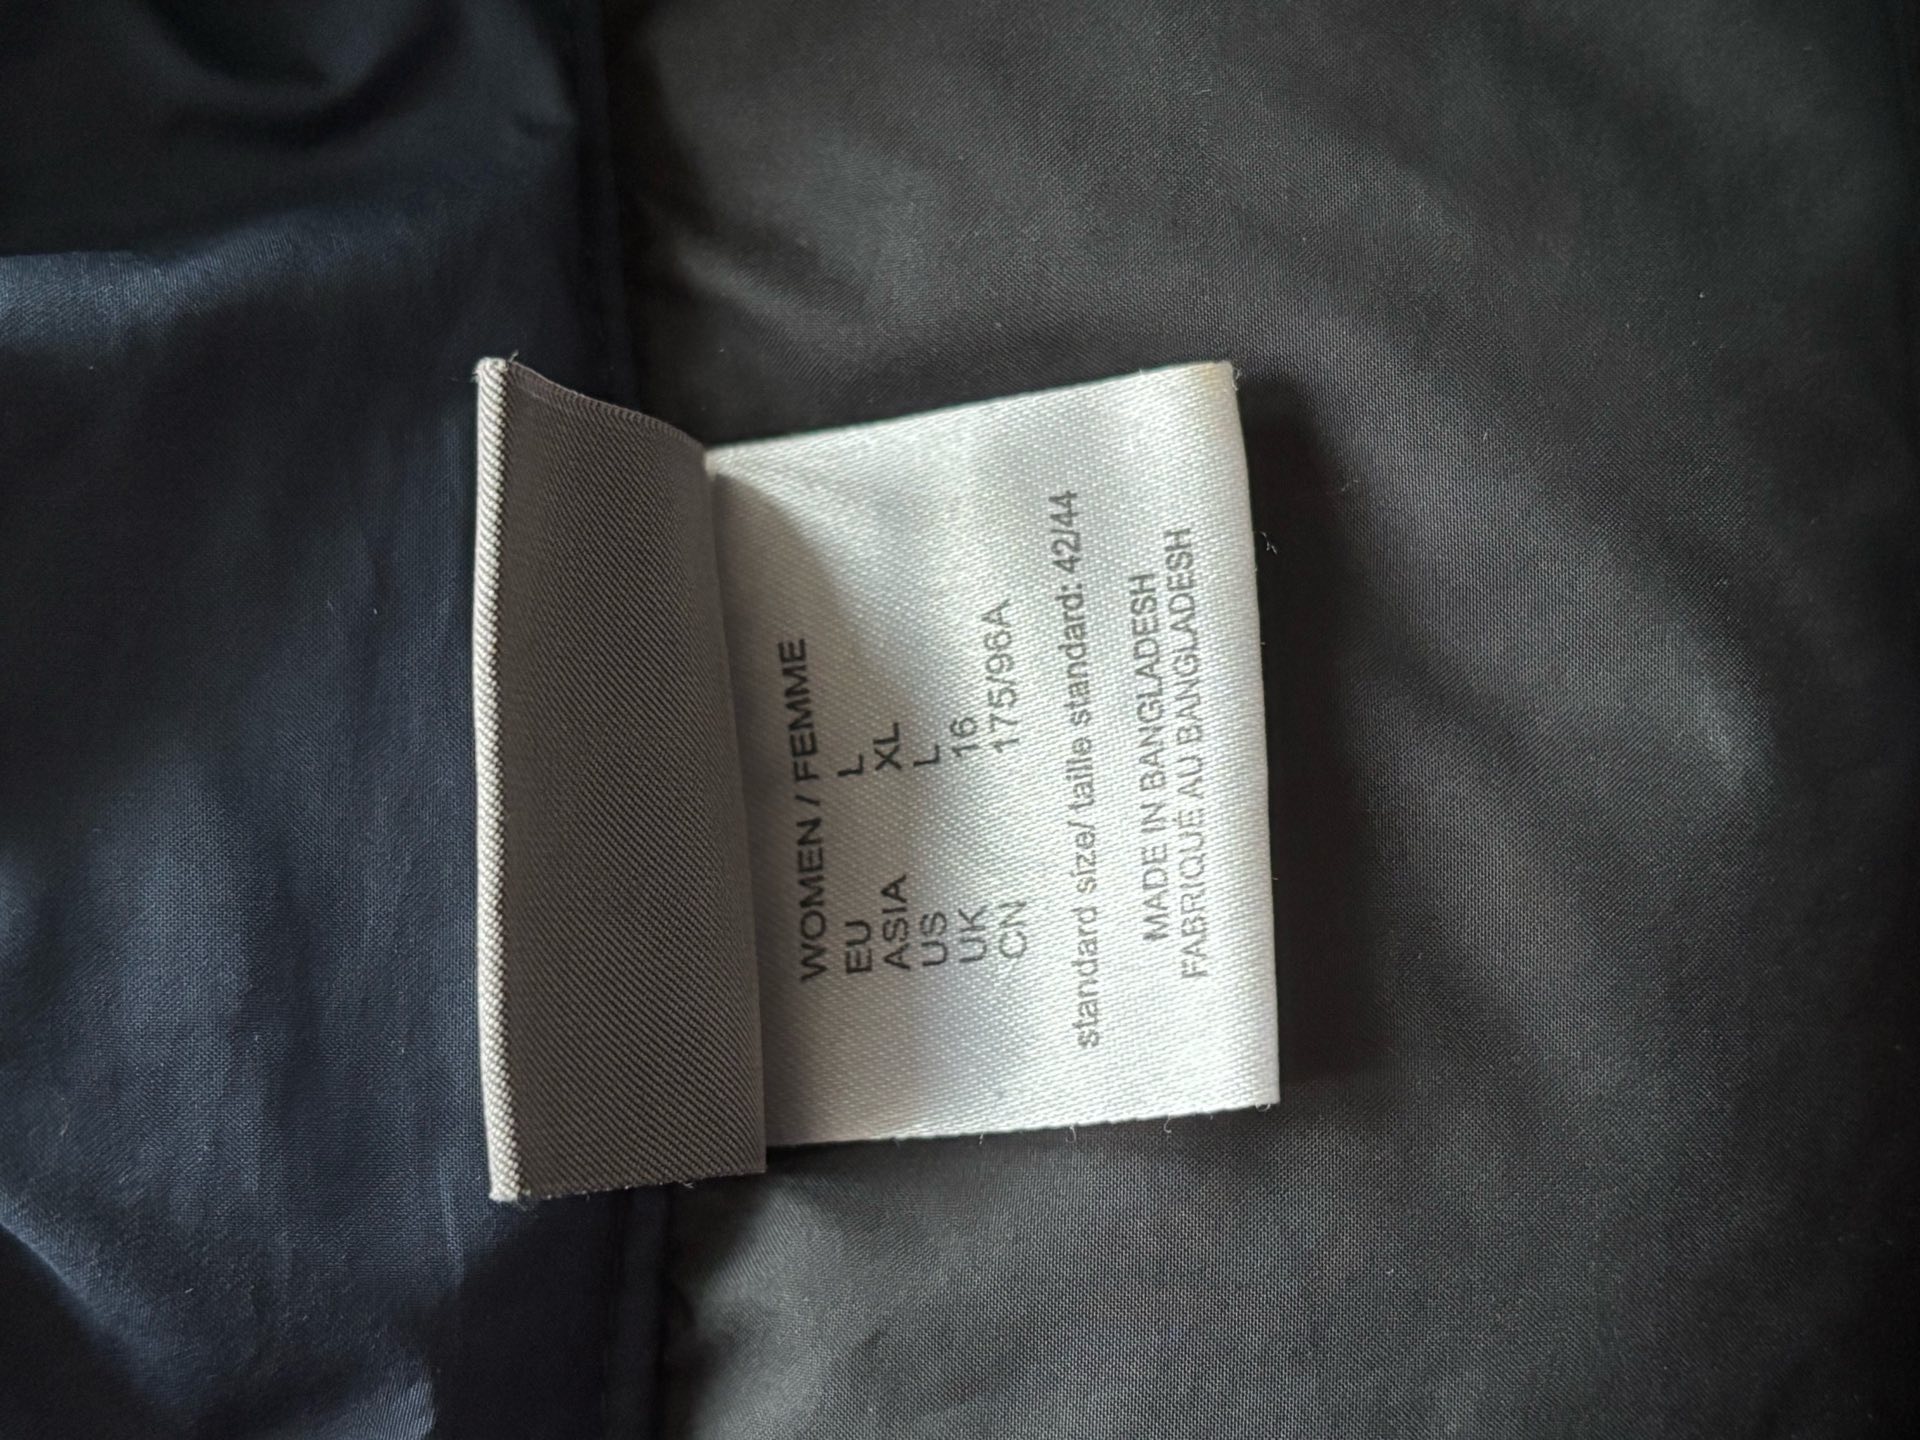 WOMEN / FEMME
EU L
ASIA XL
US L
UK 16
CN 175/96A
standard size/ taille standard: 42/44
MADE IN BANGLADESH
FABRIQUÉ AU BANGLADESH